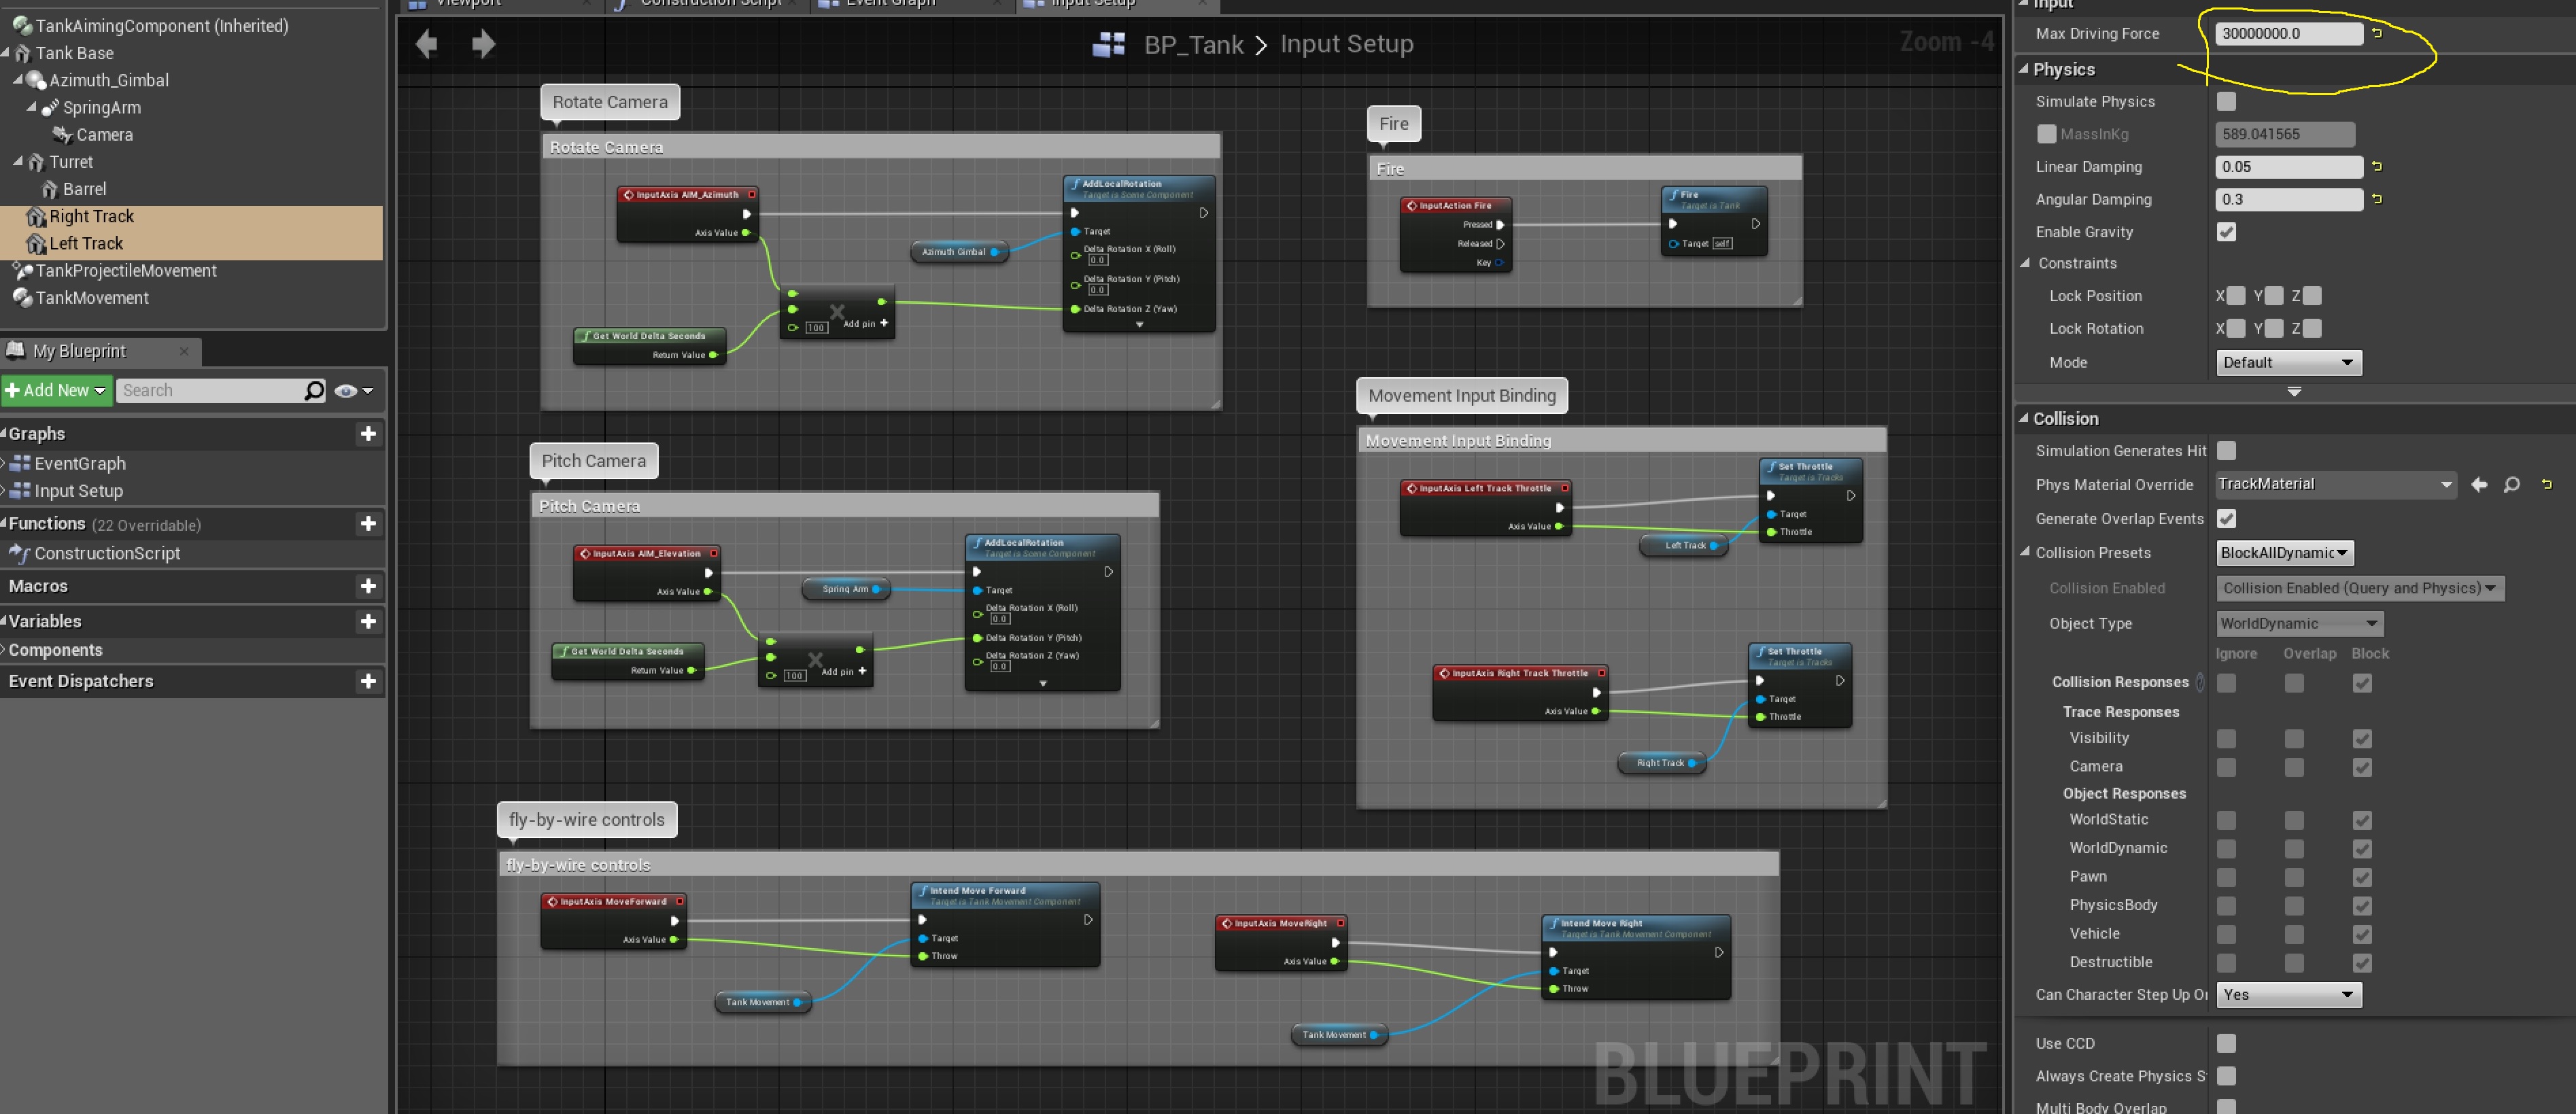 Viewport
Construction Script
Event Graph
Input Setup
TankAimingComponent (Inherited)
Tank Base
Azimuth_Gimbal
SpringArm
Camera
Turret
Barrel
Right Track
Left Track
TankProjectileMovement
TankMovement
My Blueprint
Add New
Search
Graphs
EventGraph
Input Setup
Functions (22 Overridable)
ConstructionScript
Macros
Variables
Components
Event Dispatchers
BP_Tank > Input Setup
Zoom -4
Rotate Camera
Rotate Camera
InputAxis AIM_Azimuth
Axis Value
Azimuth Gimbal
Get World Delta Seconds
Return Value
100
Add pin +
AddLocalRotation
Target is Scene Component
Target
Delta Rotation X (Roll)
0.0
Delta Rotation Y (Pitch)
0.0
Delta Rotation Z (Yaw)
Fire
Fire
InputAction Fire
Pressed
Released
Key
Fire
Target is Tank
Target self
Pitch Camera
Pitch Camera
InputAxis AIM_Elevation
Axis Value
Spring Arm
Get World Delta Seconds
Return Value
100
Add pin +
AddLocalRotation
Target is Scene Component
Target
Delta Rotation X (Roll)
0.0
Delta Rotation Y (Pitch)
Delta Rotation Z (Yaw)
0.0
Movement Input Binding
Movement Input Binding
InputAxis Left Track Throttle
Axis Value
Left Track
Set Throttle
Target is Tracks
Target
Throttle
InputAxis Right Track Throttle
Axis Value
Right Track
Set Throttle
Target is Tracks
Target
Throttle
fly-by-wire controls
fly-by-wire controls
InputAxis MoveForward
Axis Value
Tank Movement
Intend Move Forward
Target is Tank Movement Component
Target
Throw
InputAxis MoveRight
Axis Value
Tank Movement
Intend Move Right
Target is Tank Movement Component
Target
Throw
BLUEPRINT
Input
Max Driving Force 30000000.0
Physics
Simulate Physics
MassInKg 589.041565
Linear Damping 0.05
Angular Damping 0.3
Enable Gravity
Constraints
Lock Position X Y Z
Lock Rotation X Y Z
Mode Default
Collision
Simulation Generates Hit
Phys Material Override TrackMaterial
Generate Overlap Events
Collision Presets BlockAllDynamic
Collision Enabled Collision Enabled (Query and Physics)
Object Type WorldDynamic
Ignore Overlap Block
Collision Responses
Trace Responses
Visibility
Camera
Object Responses
WorldStatic
WorldDynamic
Pawn
PhysicsBody
Vehicle
Destructible
Can Character Step Up Or Yes
Use CCD
Always Create Physics S
Multi Body Overlap